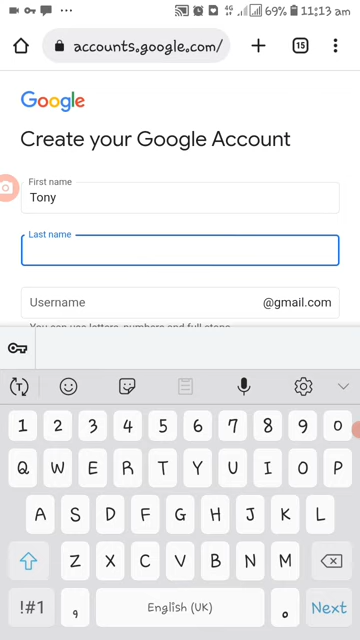 4G 69% 11:13 am
accounts.google.com/ 15
Google
Create your Google Account
First name
Tony
Last name
Username @gmail.com
You can use letters, numbers and full stops
T
1 2 3 4 5 6 7 8 9 0
Q W E R T Y U I O P
A S D F G H J K L
Z X C V B N M
!#1 , English (UK) . Next